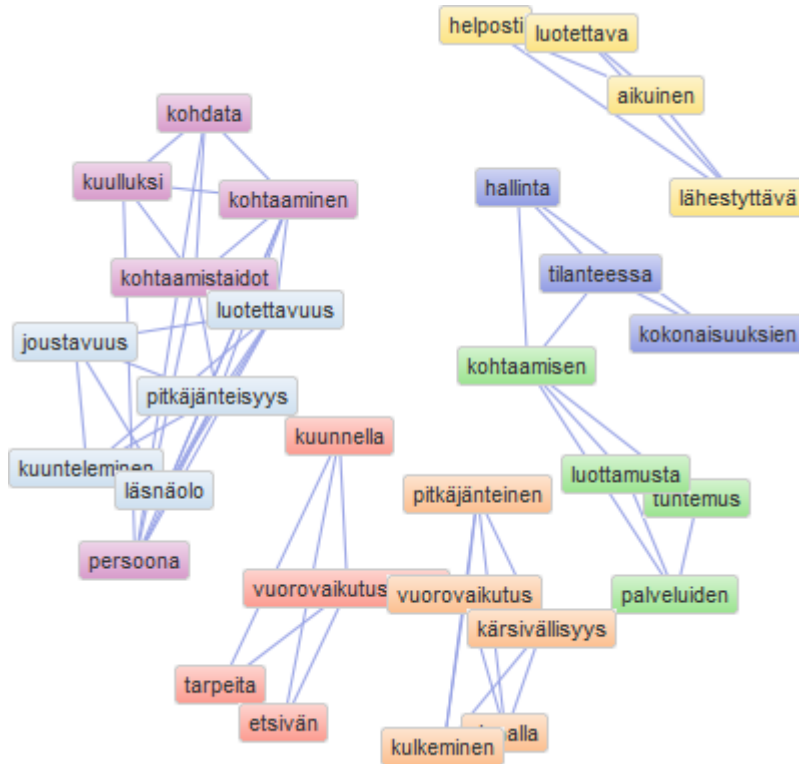 helposti
luotettava
aikuinen
kohdata
kuulluksi
hallinta
kohtaaminen
lähestyttävä
kohtaamistaidot
tilanteessa
luotettavuus
kokonaisuuksien
joustavuus
kohtaamisen
pitkäjänteisyys
kuunnella
kuunteleminen
luottamusta
läsnäolo
pitkäjänteinen
tuntemus
persoona
vuorovaikutus
vuorovaikutus
palveluiden
kärsivällisyys
tarpeita
etsivän
kulkeminen